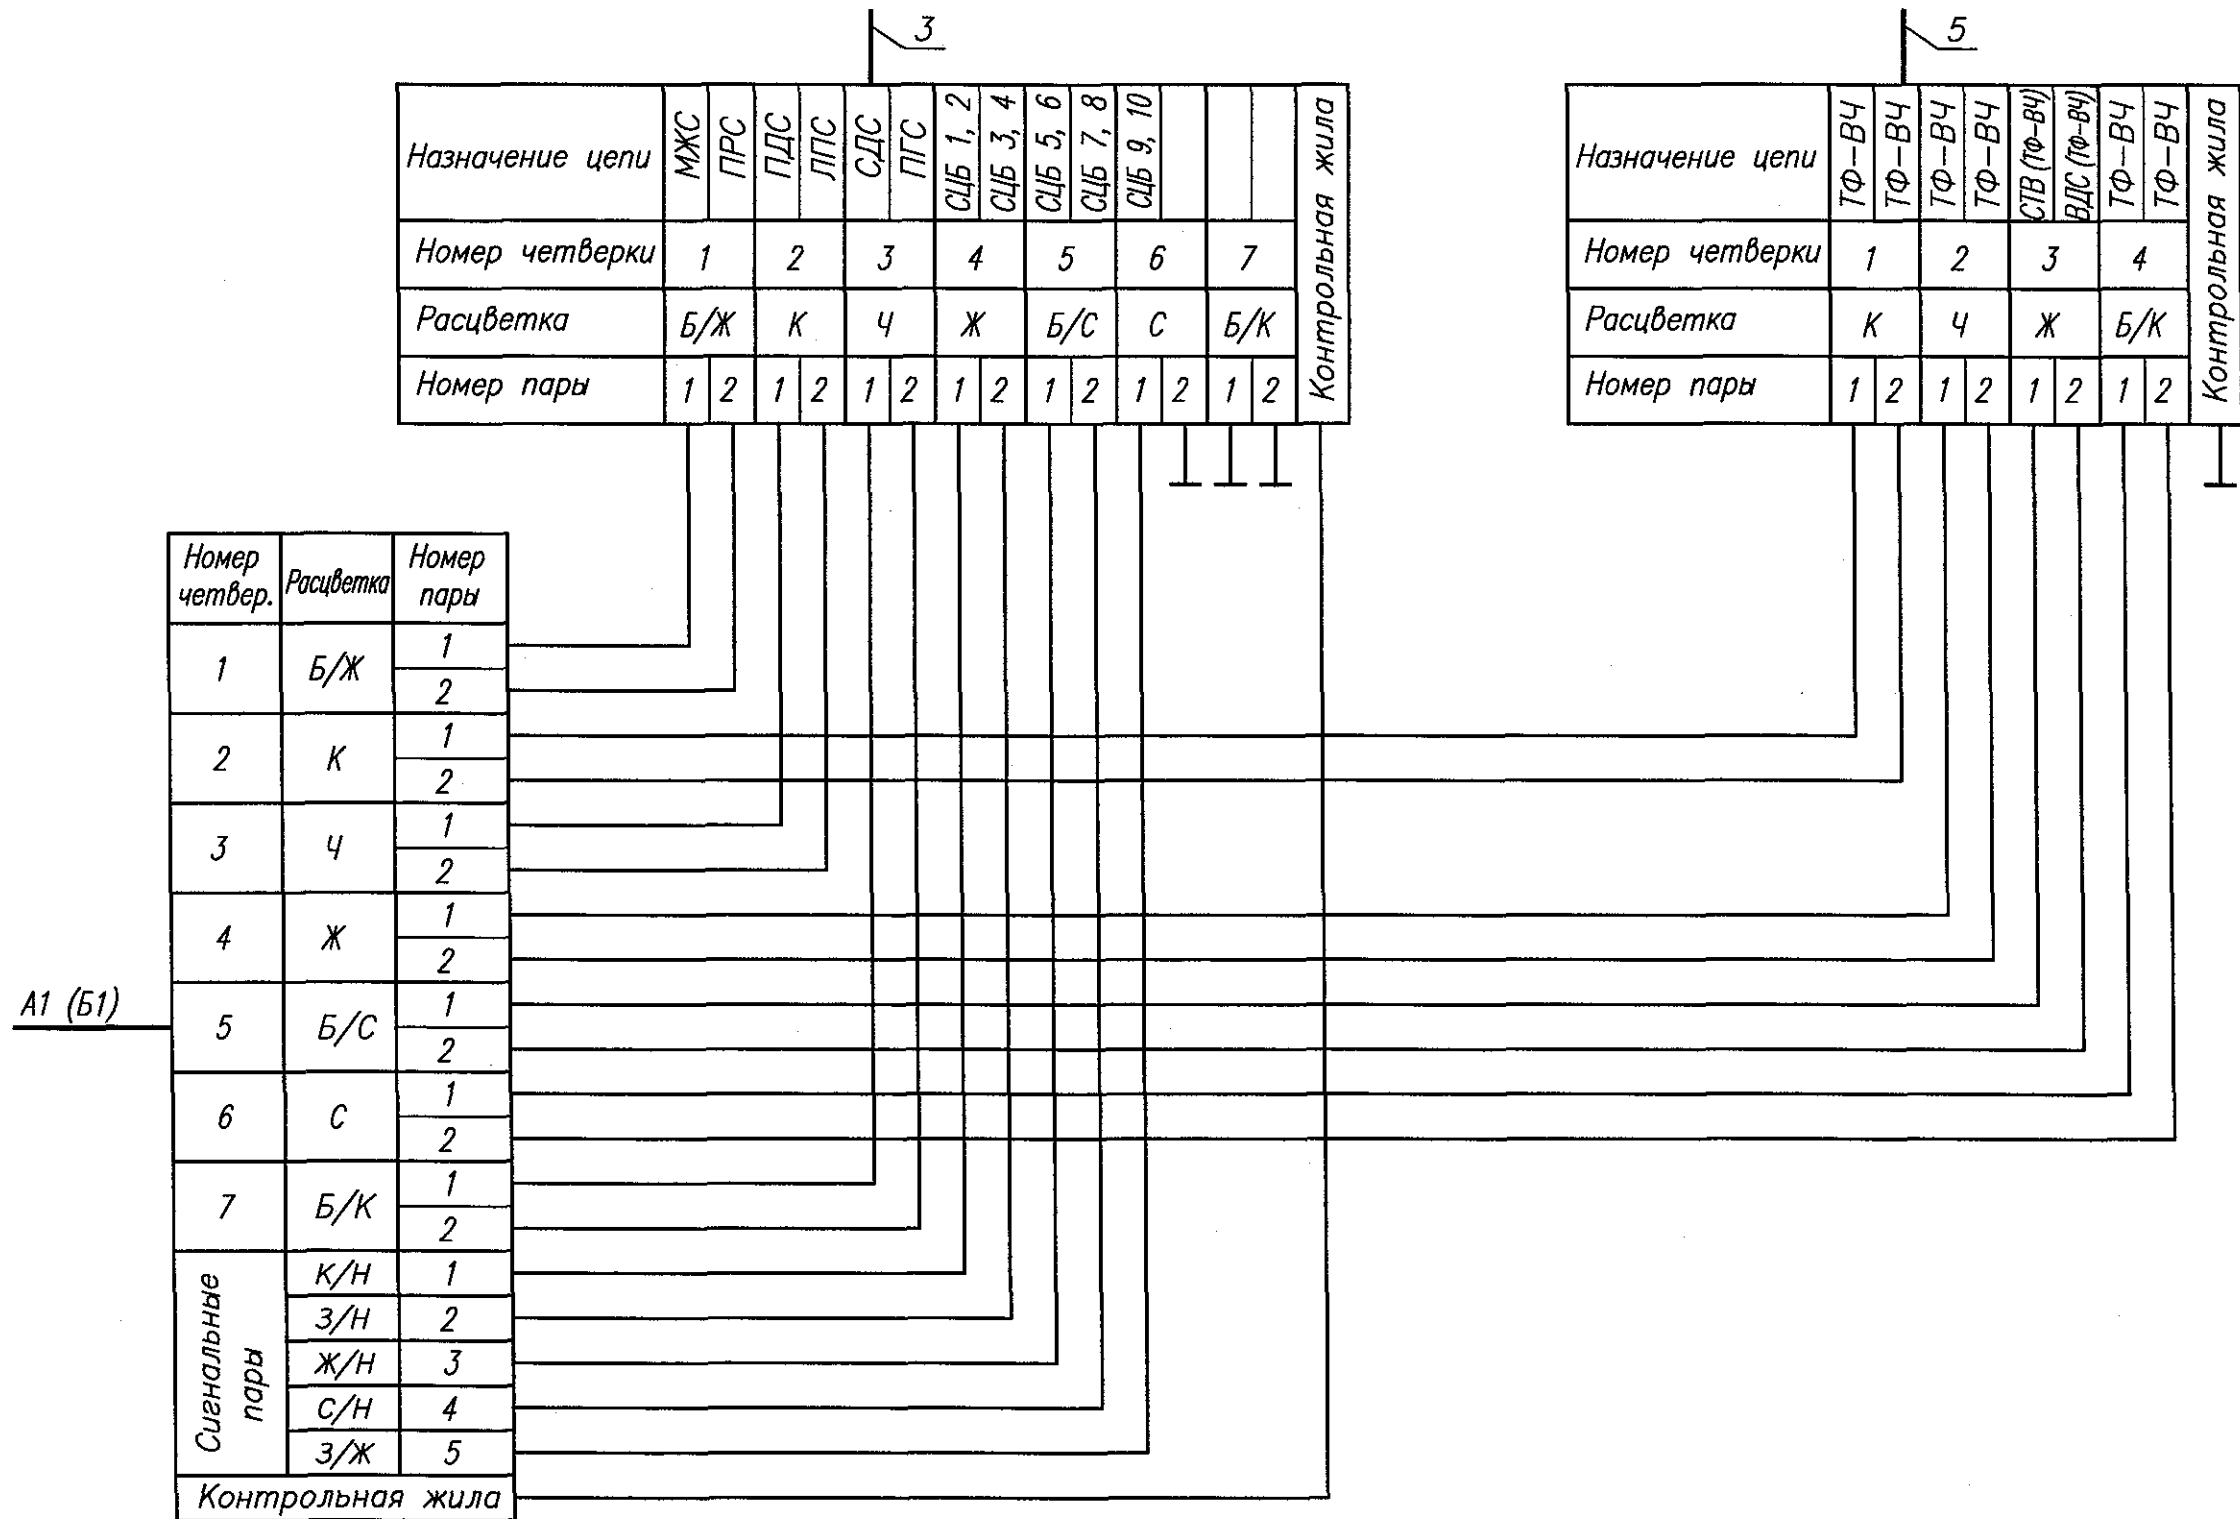 3
Назначение цепи МЖС ПРС ПДС ЛПС СДС ПГС СЦБ 1, 2 СЦБ 3, 4 СЦБ 5, 6 СЦБ 7, 8 СЦБ 9, 10 Контрольная жила
Номер четверки 1 2 3 4 5 6 7
Расцветка Б/Ж К Ч Ж Б/С С Б/К
Номер пары 1 2 1 2 1 2 1 2 1 2 1 2 1 2
5
Назначение цепи ТФ-ВЧ ТФ-ВЧ ТФ-ВЧ ТФ-ВЧ СТВ (ТФ-ВЧ) ВДС (ТФ-ВЧ) ТФ-ВЧ ТФ-ВЧ Контрольная жила
Номер четверки 1 2 3 4
Расцветка К Ч Ж Б/К
Номер пары 1 2 1 2 1 2 1 2
А1 (Б1)
Номер четвер. Расцветка Номер пары
1 Б/Ж 1
2
2 К 1
2
3 Ч 1
2
4 Ж 1
2
5 Б/С 1
2
6 С 1
2
7 Б/К 1
2
Сигнальные пары
К/Н 1
З/Н 2
Ж/Н 3
С/Н 4
З/Ж 5
Контрольная жила